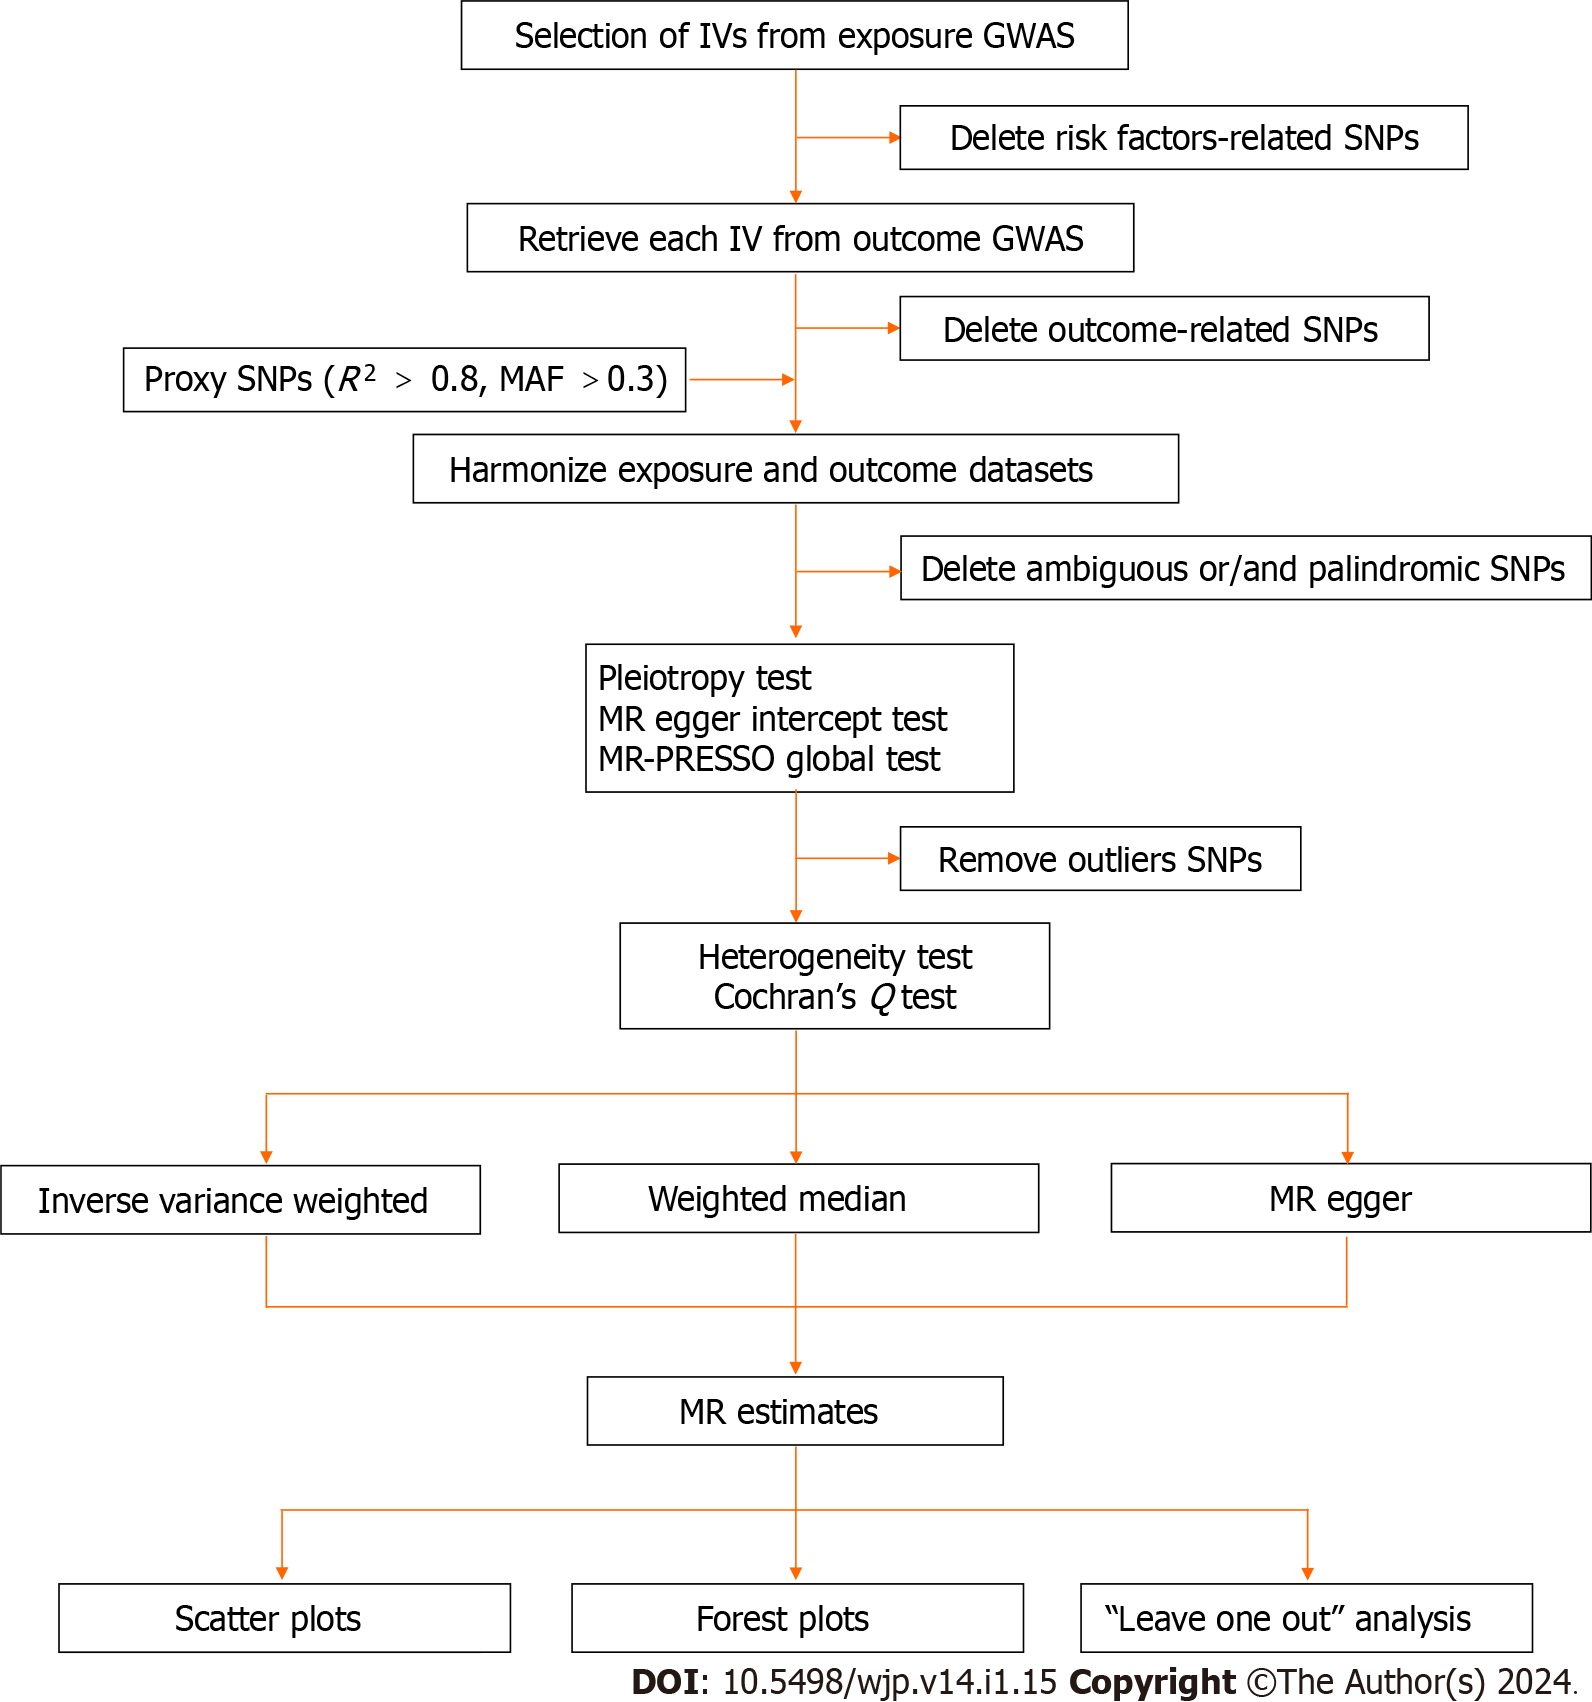 Selection of IVs from exposure GWAS
Delete risk factors-related SNPs
Retrieve each IV from outcome GWAS
Delete outcome-related SNPs
Proxy SNPs (R² > 0.8, MAF >0.3)
Harmonize exposure and outcome datasets
Delete ambiguous or/and palindromic SNPs
Pleiotropy test
MR egger intercept test
MR-PRESSO global test
Remove outliers SNPs
Heterogeneity test
Cochran’s Q test
Inverse variance weighted
Weighted median
MR egger
MR estimates
Scatter plots
Forest plots
“Leave one out” analysis
DOI: 10.5498/wjp.v14.i1.15 Copyright ©The Author(s) 2024.